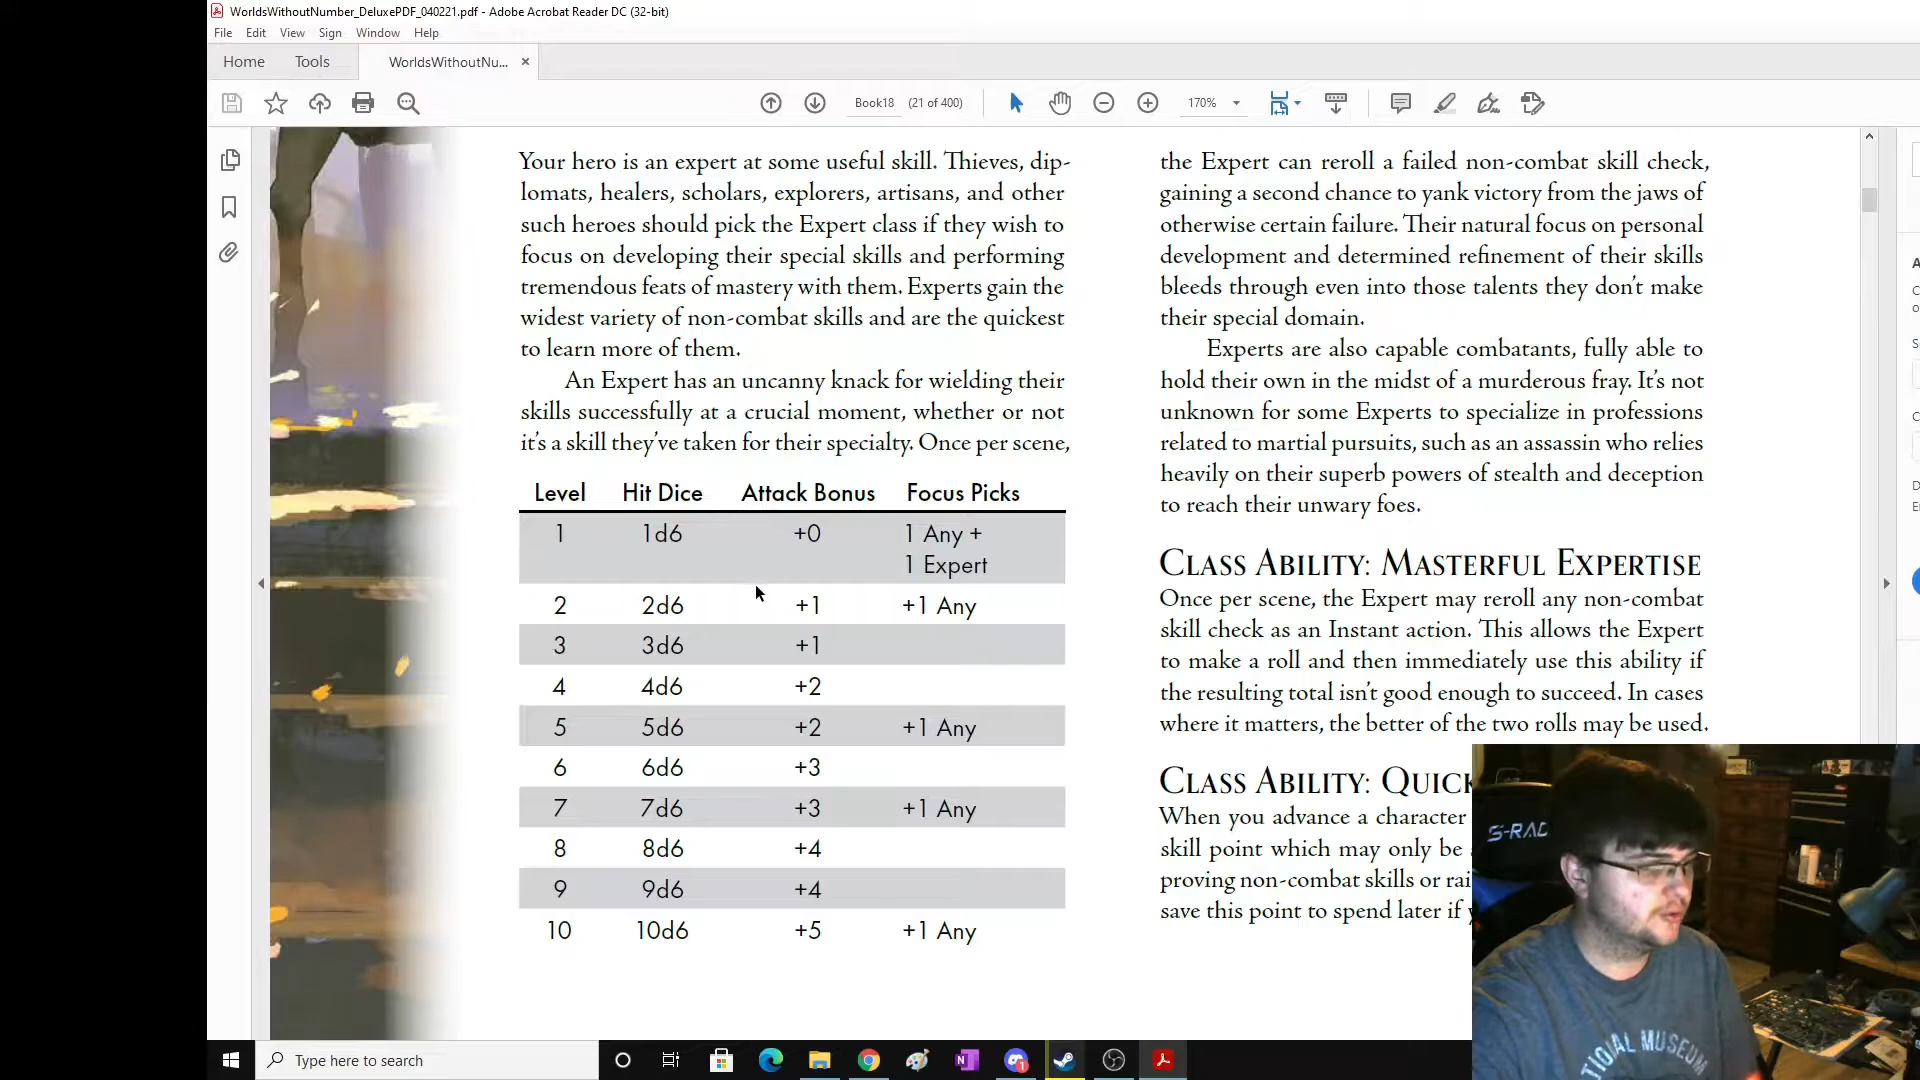 WorldsWithoutNumber_DeluxePDF_040221.pdf - Adobe Acrobat Reader DC (32-bit)
File Edit View Sign Window Help
Home Tools WorldsWithoutNu... ×
Book18 (21 of 400) 170%
Your hero is an expert at some useful skill. Thieves, dip-
lomats, healers, scholars, explorers, artisans, and other
such heroes should pick the Expert class if they wish to
focus on developing their special skills and performing
tremendous feats of mastery with them. Experts gain the
widest variety of non-combat skills and are the quickest
to learn more of them.
An Expert has an uncanny knack for wielding their
skills successfully at a crucial moment, whether or not
it's a skill they've taken for their specialty. Once per scene,
Level Hit Dice Attack Bonus Focus Picks
1 1d6 +0 1 Any +
1 Expert
2 2d6 +1 +1 Any
3 3d6 +1
4 4d6 +2
5 5d6 +2 +1 Any
6 6d6 +3
7 7d6 +3 +1 Any
8 8d6 +4
9 9d6 +4
10 10d6 +5 +1 Any
the Expert can reroll a failed non-combat skill check,
gaining a second chance to yank victory from the jaws of
otherwise certain failure. Their natural focus on personal
development and determined refinement of their skills
bleeds through even into those talents they don't make
their special domain.
Experts are also capable combatants, fully able to
hold their own in the midst of a murderous fray. It's not
unknown for some Experts to specialize in professions
related to martial pursuits, such as an assassin who relies
heavily on their superb powers of stealth and deception
to reach their unwary foes.
Class Ability: Masterful Expertise
Once per scene, the Expert may reroll any non-combat
skill check as an Instant action. This allows the Expert
to make a roll and then immediately use this ability if
the resulting total isn't good enough to succeed. In cases
where it matters, the better of the two rolls may be used.
Class Ability: Quick
When you advance a character
skill point which may only be
proving non-combat skills or rai
save this point to spend later if
S-RAC
TIONAL MUSEUM
Type here to search